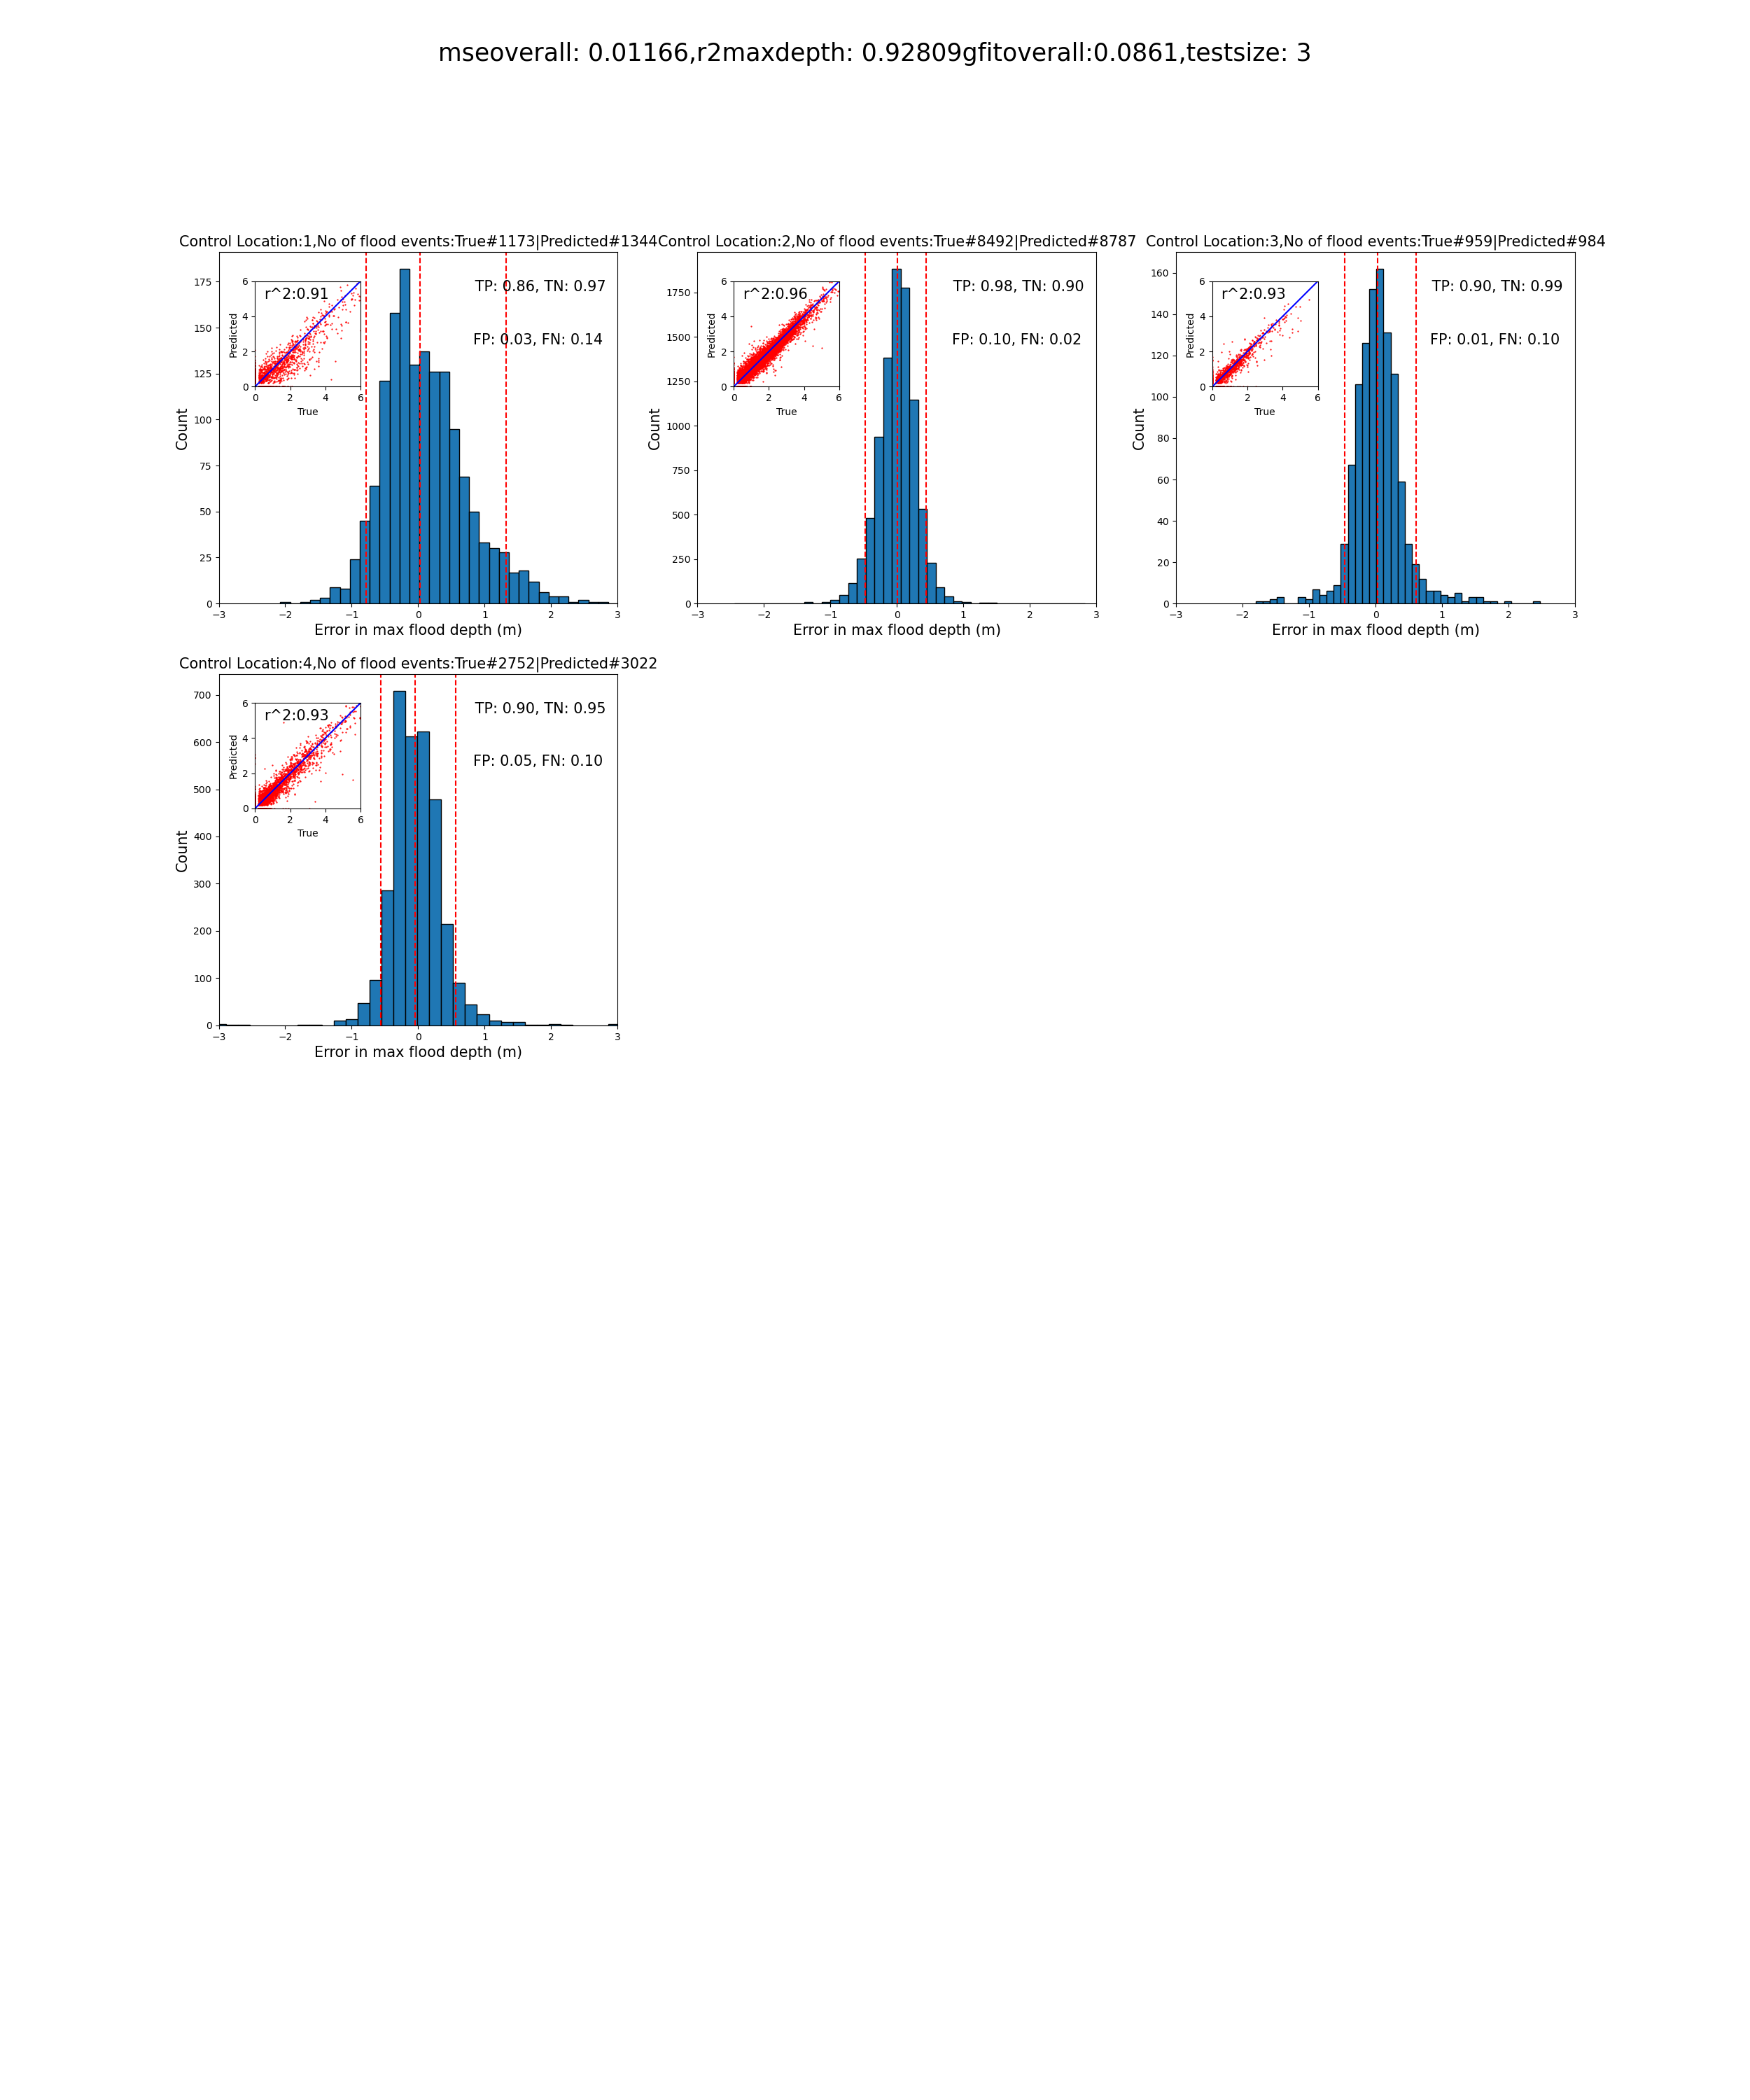 mseoverall: 0.01166,r2maxdepth: 0.92809gfitoverall:0.0861,testsize: 3
Control Location:1,No of flood events:True#1173|Predicted#1344
TP: 0.86, TN: 0.97
FP: 0.03, FN: 0.14
r^2:0.91
Predicted
6
4
2
0
0 2 4 6
True
Count
175
150
125
100
75
50
25
0
−3 −2 −1 0 1 2 3
Error in max flood depth (m)
Control Location:2,No of flood events:True#8492|Predicted#8787
TP: 0.98, TN: 0.90
FP: 0.10, FN: 0.02
r^2:0.96
Predicted
6
4
2
0
0 2 4 6
True
Count
1750
1500
1250
1000
750
500
250
0
−3 −2 −1 0 1 2 3
Error in max flood depth (m)
Control Location:3,No of flood events:True#959|Predicted#984
TP: 0.90, TN: 0.99
FP: 0.01, FN: 0.10
r^2:0.93
Predicted
6
4
2
0
0 2 4 6
True
Count
160
140
120
100
80
60
40
20
0
−3 −2 −1 0 1 2 3
Error in max flood depth (m)
Control Location:4,No of flood events:True#2752|Predicted#3022
TP: 0.90, TN: 0.95
FP: 0.05, FN: 0.10
r^2:0.93
Predicted
6
4
2
0
0 2 4 6
True
Count
700
600
500
400
300
200
100
0
−3 −2 −1 0 1 2 3
Error in max flood depth (m)